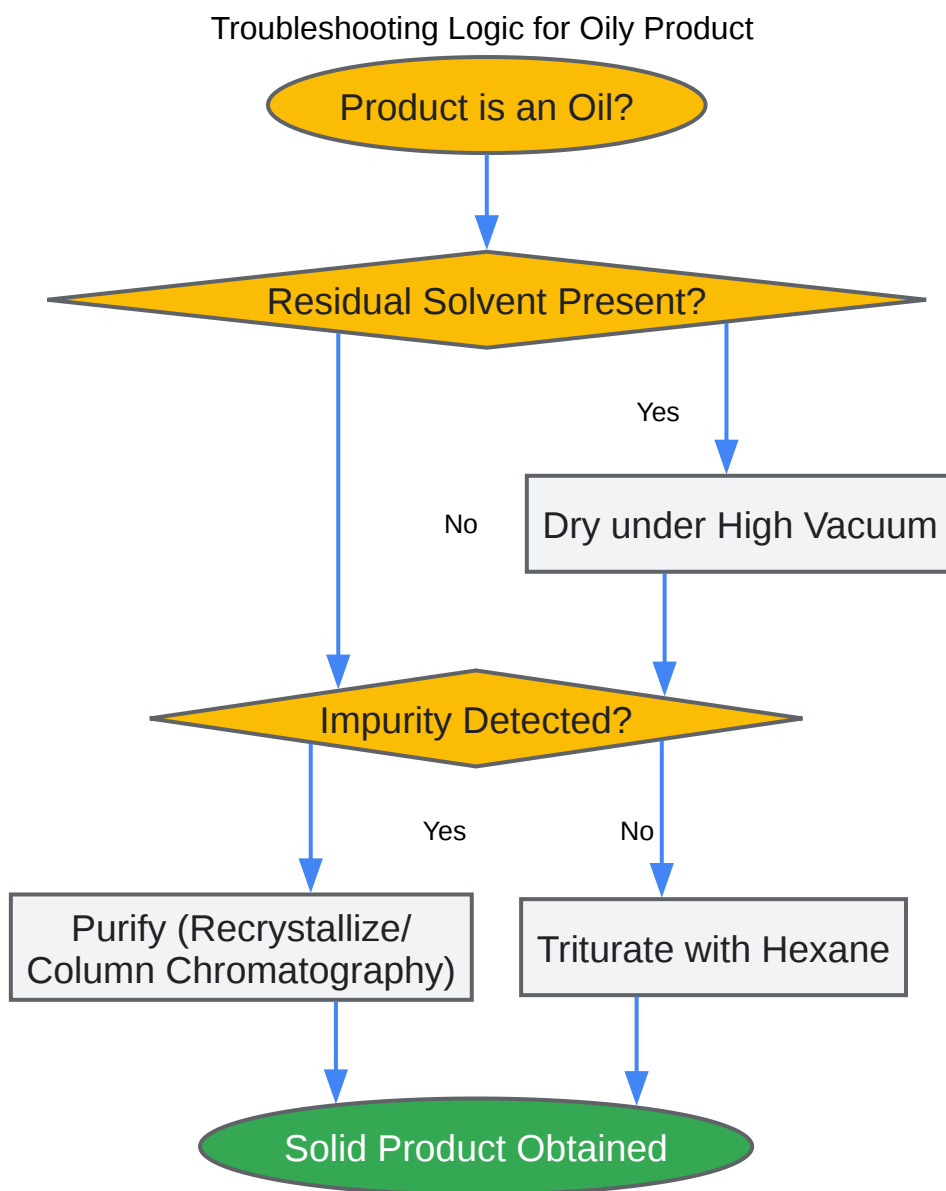 Troubleshooting Logic for Oily Product
Product is an Oil?
Residual Solvent Present?
Yes
No
Dry under High Vacuum
Impurity Detected?
Yes
No
Purify (Recrystallize/
Column Chromatography)
Triturate with Hexane
Solid Product Obtained